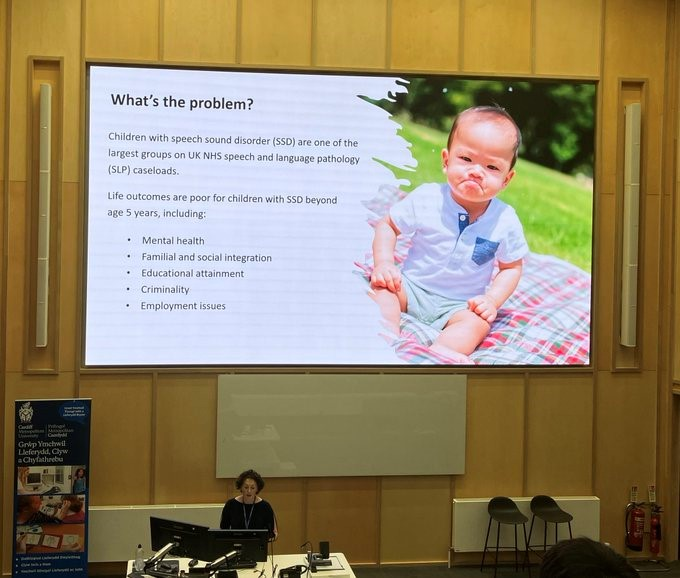 What's the problem?
Children with speech sound disorder (SSD) are one of the
largest groups on UK NHS speech and language pathology
(SLP) caseloads.
Life outcomes are poor for children with SSD beyond
age 5 years, including:
• Mental health
• Familial and social integration
• Educational attainment
• Criminality
• Employment issues
Cardiff
Metropolitan
University
Prifysgol
Metropolitan
Caerdydd
Grŵp Ymchwil
Lleferydd, Clyw
a Chyfathrebu